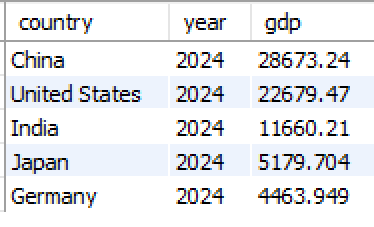 country year gdp
China 2024 28673.24
United States 2024 22679.47
India 2024 11660.21
Japan 2024 5179.704
Germany 2024 4463.949